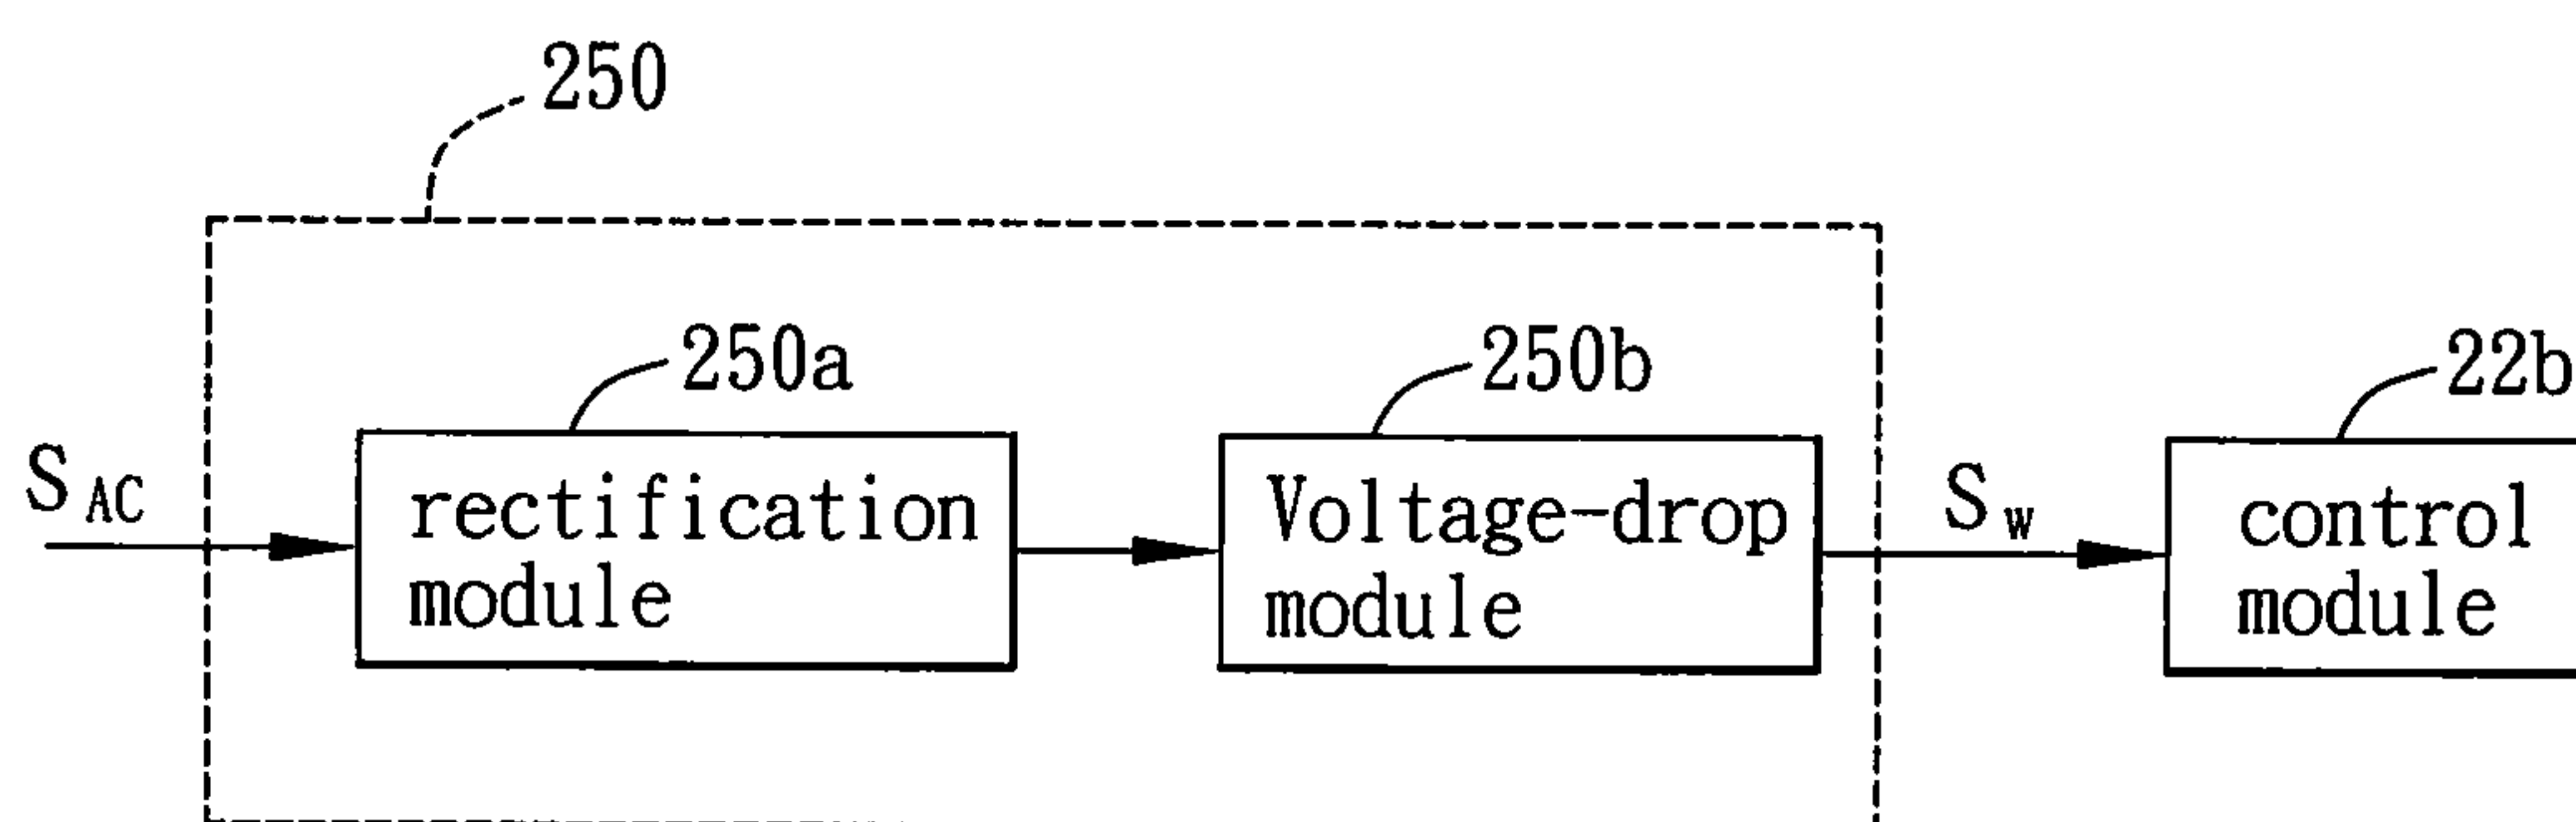 250
250a
250b
22b
S AC
rectification
module
Voltage-drop
module
S w
control
module